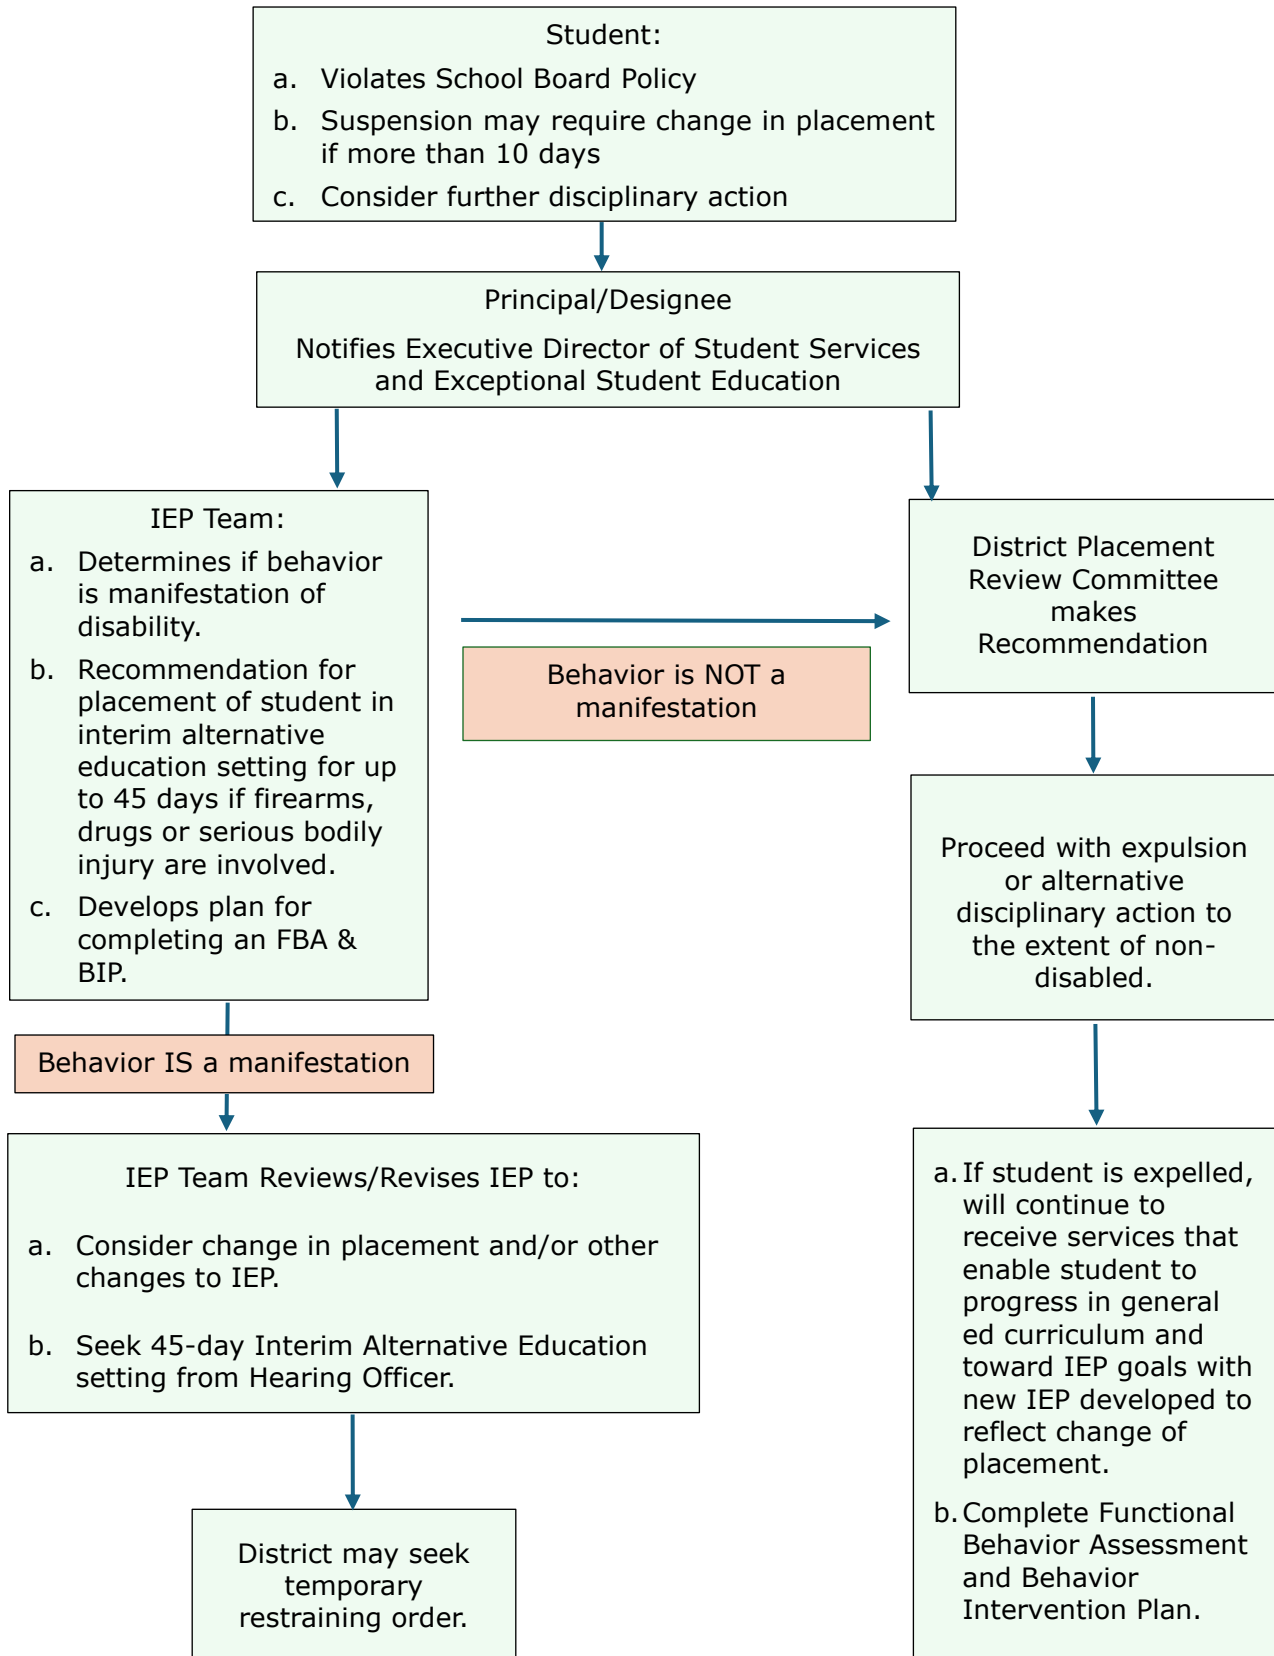 Student:
a. Violates School Board Policy
b. Suspension may require change in placement
if more than 10 days
c. Consider further disciplinary action
Principal/Designee
Notifies Executive Director of Student Services
and Exceptional Student Education
IEP Team:
a. Determines if behavior
is manifestation of
disability.
b. Recommendation for
placement of student in
interim alternative
education setting for up
to 45 days if firearms,
drugs or serious bodily
injury are involved.
c. Develops plan for
completing an FBA &
BIP.
Behavior is NOT a
manifestation
District Placement
Review Committee
makes
Recommendation
Proceed with expulsion
or alternative
disciplinary action to
the extent of non-
disabled.
Behavior IS a manifestation
IEP Team Reviews/Revises IEP to:
a. Consider change in placement and/or other
changes to IEP.
b. Seek 45-day Interim Alternative Education
setting from Hearing Officer.
District may seek
temporary
restraining order.
a. If student is expelled,
will continue to
receive services that
enable student to
progress in general
ed curriculum and
toward IEP goals with
new IEP developed to
reflect change of
placement.
b. Complete Functional
Behavior Assessment
and Behavior
Intervention Plan.